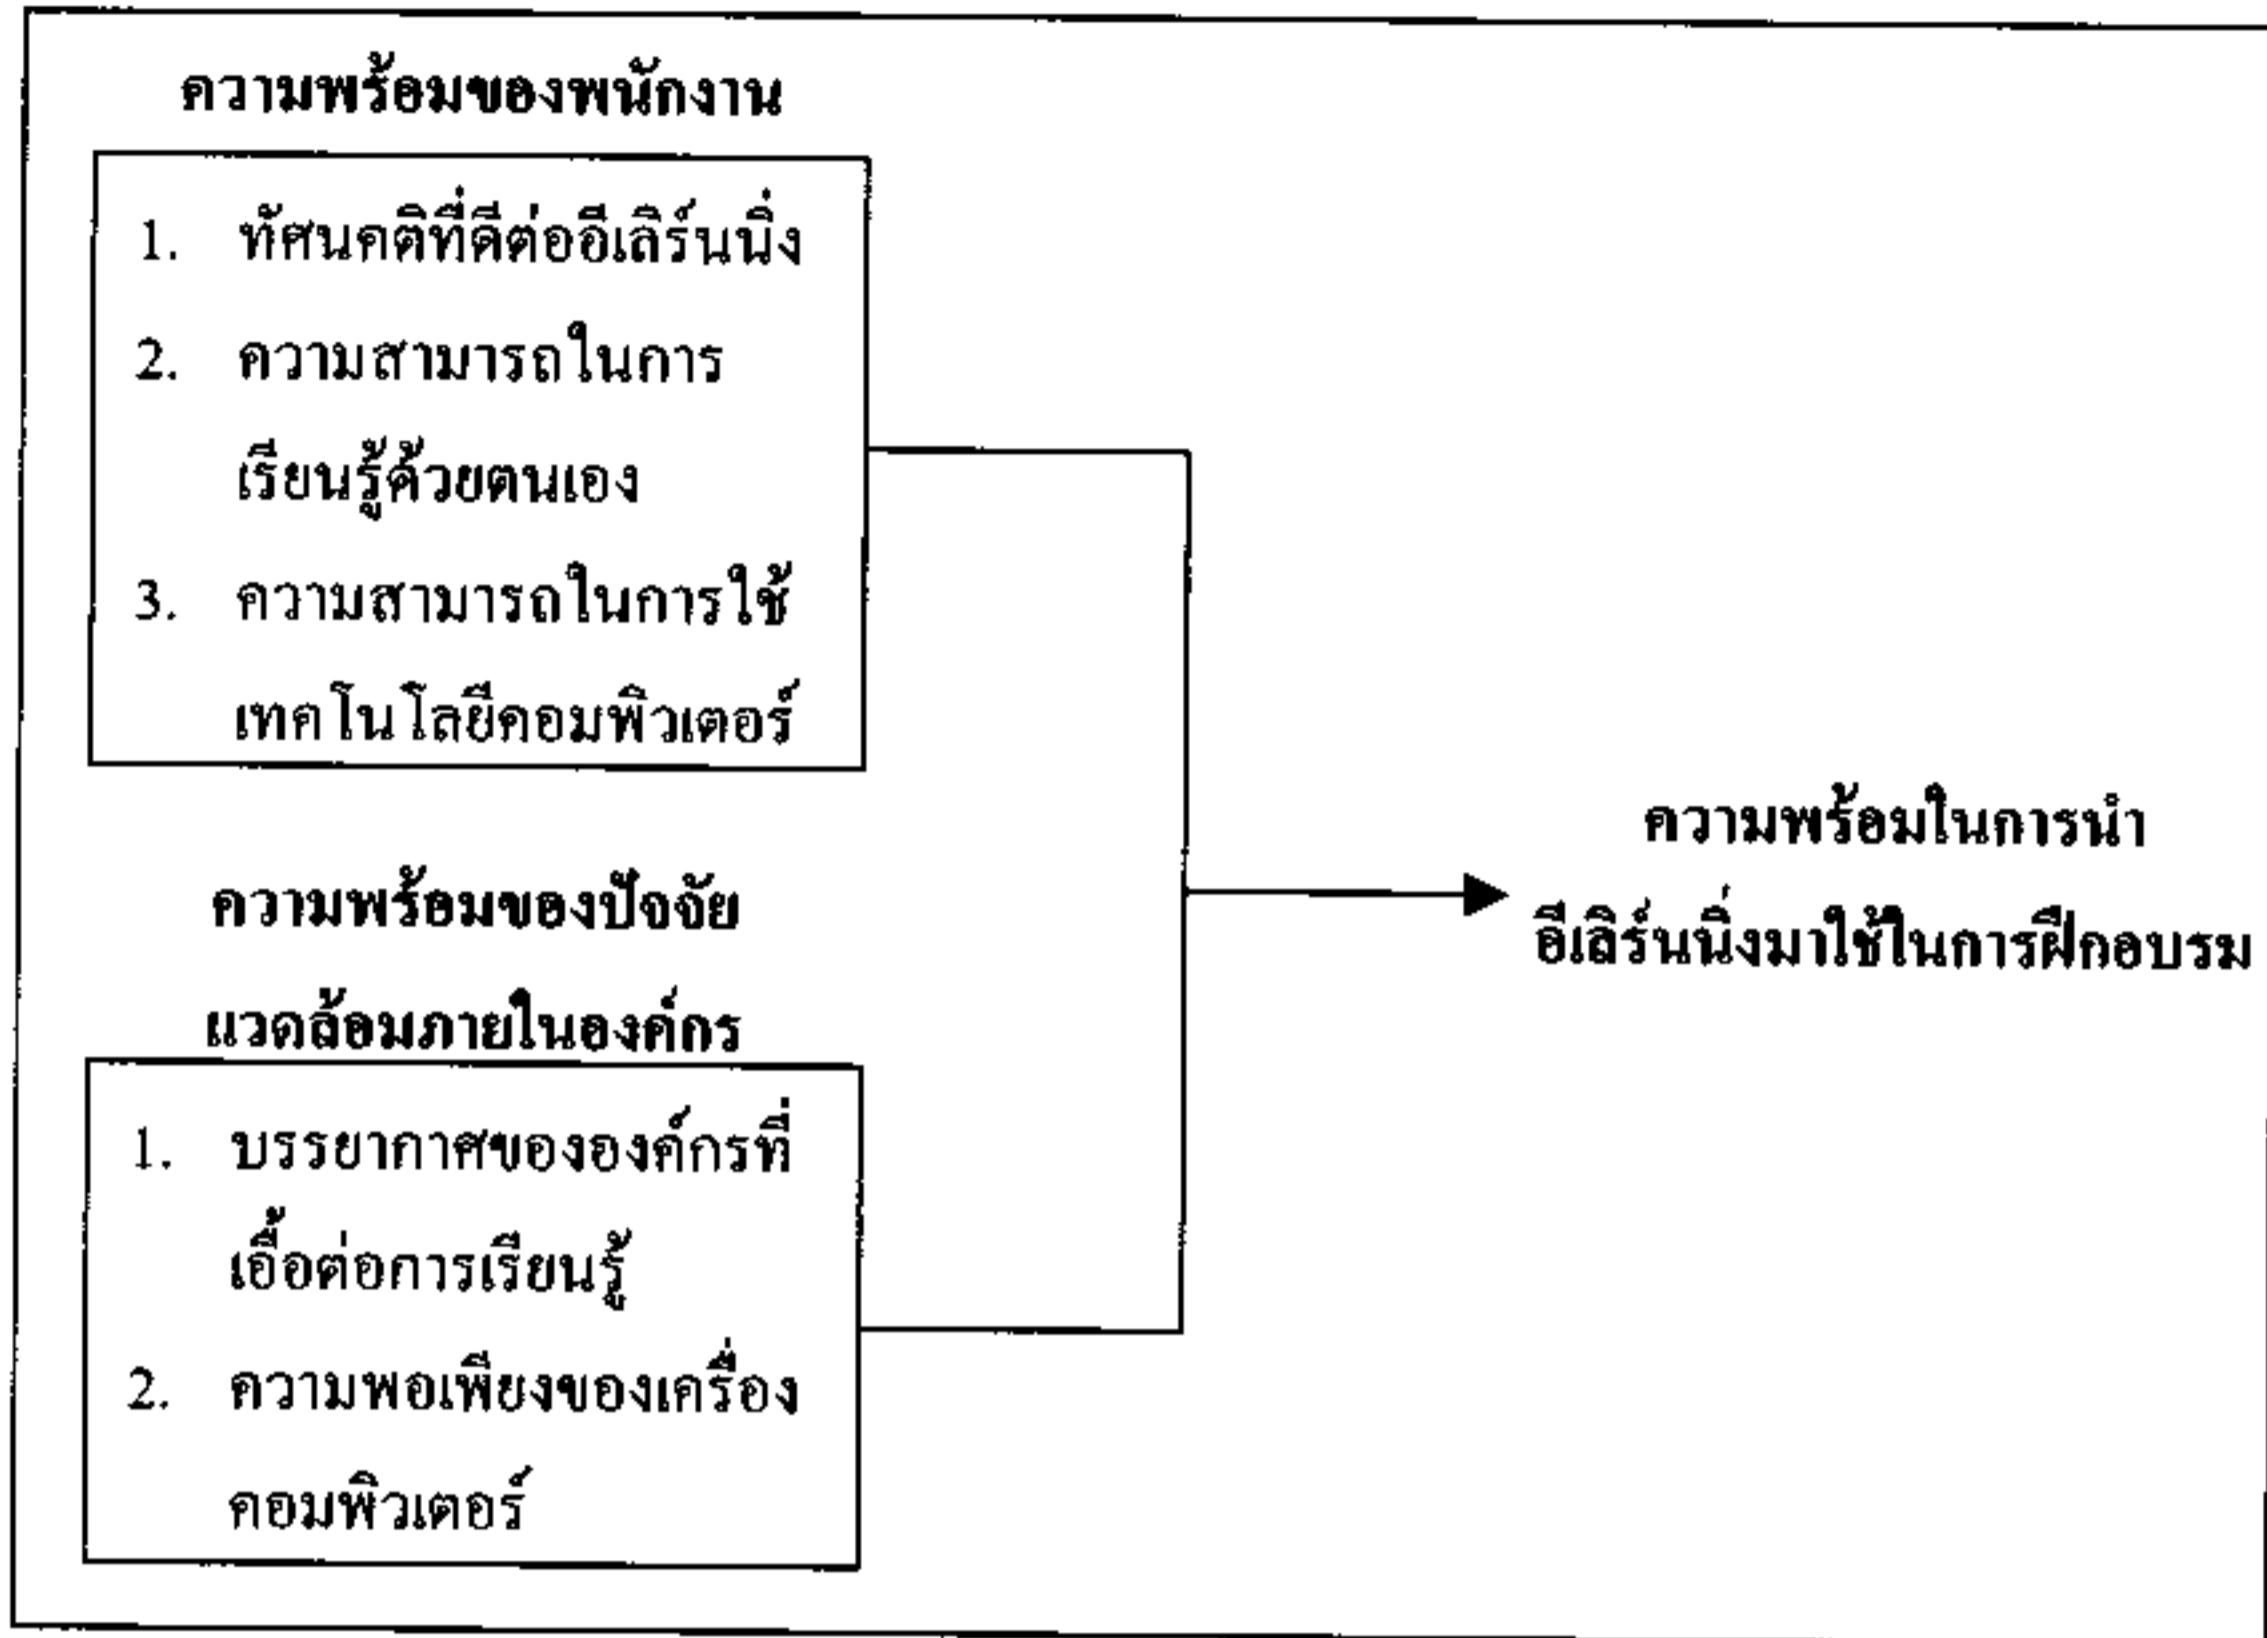 ความพร้อมของพนักงาน
1. ทัศนคติที่ดีต่ออีเลิร์นนิ่ง
2. ความสามารถในการ
เรียนรู้ด้วยตนเอง
3. ความสามารถในการใช้
เทคโนโลยีคอมพิวเตอร์
ความพร้อมของปัจจัย
แวดล้อมภายในองค์กร
1. บรรยากาศขององค์กรที่
เอื้อต่อการเรียนรู้
2. ความพอเพียงของเครื่อง
คอมพิวเตอร์
ความพร้อมในการนำ
อีเลิร์นนิ่งมาใช้ในการฝึกอบรม